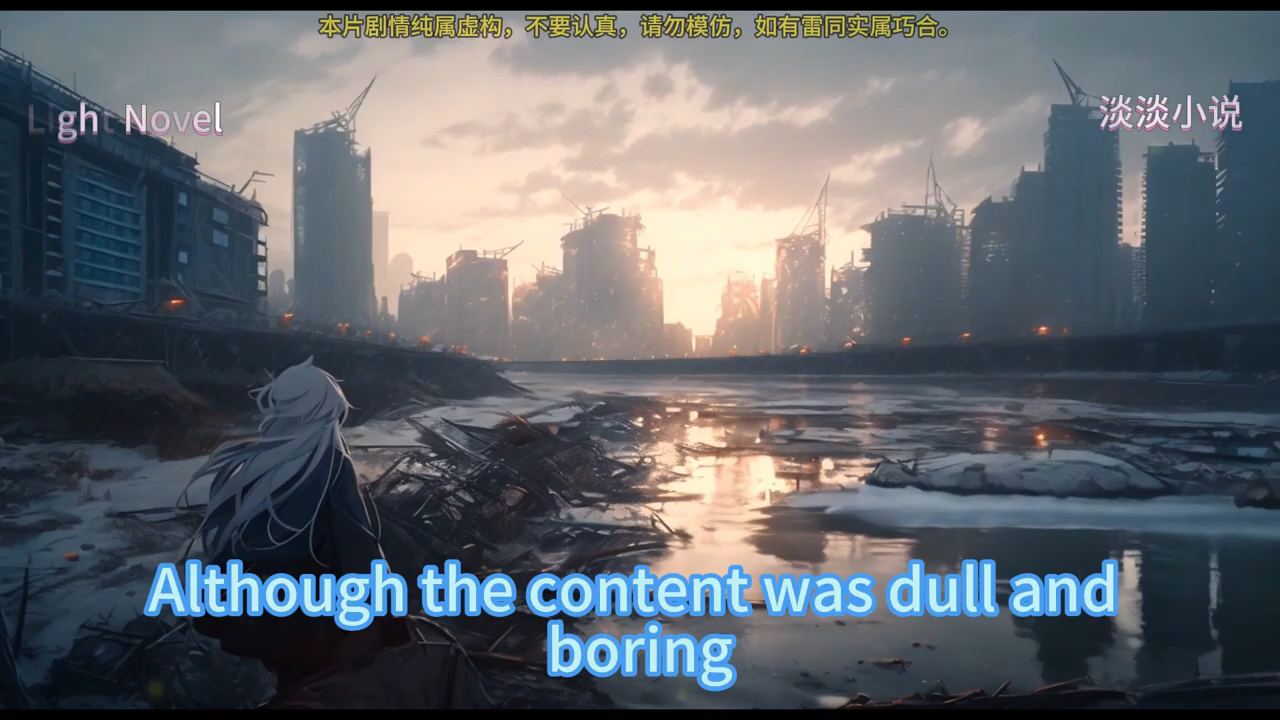 本片剧情纯属虚构，不要认真，请勿模仿，如有雷同实属巧合。
Light Novel
淡淡小说
Although the content was dull and
boring